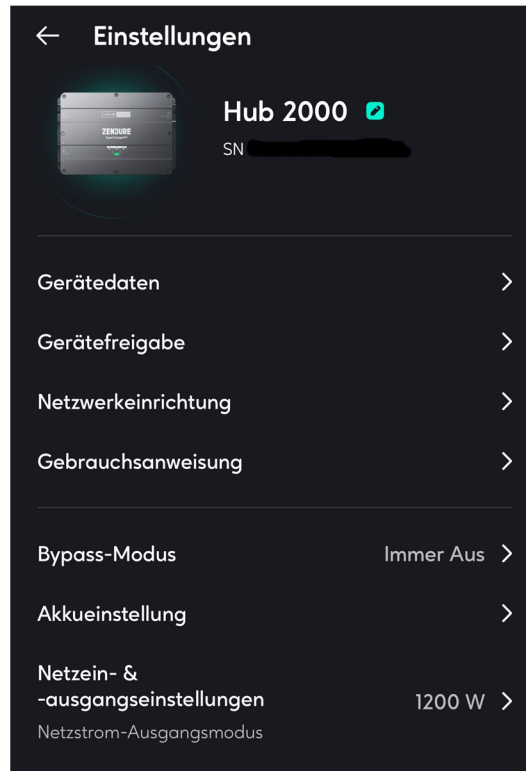 Einstellungen
ZENDURE
Hub 2000
SN
Gerätedaten
Gerätefreigabe
Netzwerkeinrichtung
Gebrauchsanweisung
Bypass-Modus Immer Aus
Akkueinstellung
Netzein- &
-ausgangseinstellungen 1200 W
Netzstrom-Ausgangsmodus